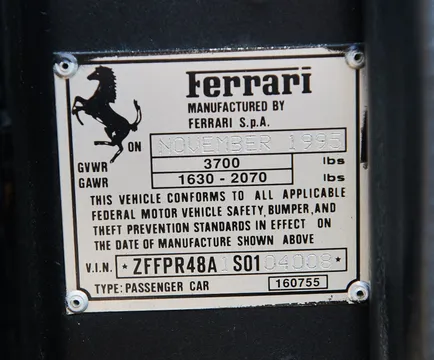 Ferrari
MANUFACTURED BY
FERRARI S.p.A.
ON NOVEMBER 1995
GVWR 3700 lbs
GAWR 1630 - 2070 lbs
THIS VEHICLE CONFORMS TO ALL APPLICABLE
FEDERAL MOTOR VEHICLE SAFETY, BUMPER, AND
THEFT PREVENTION STANDARDS IN EFFECT ON
THE DATE OF MANUFACTURE SHOWN ABOVE
V.I.N. * ZFFPR48A1S0104008 *
TYPE: PASSENGER CAR 160755